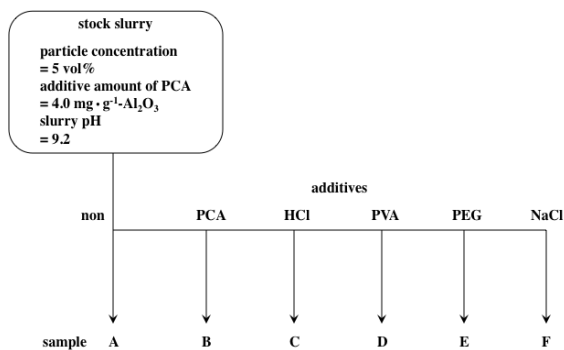 stock slurry
particle concentration
= 5 vol%
additive amount of PCA
= 4.0 mg・g⁻¹-Al₂O₃
slurry pH
= 9.2
additives
non PCA HCl PVA PEG NaCl
sample A B C D E F